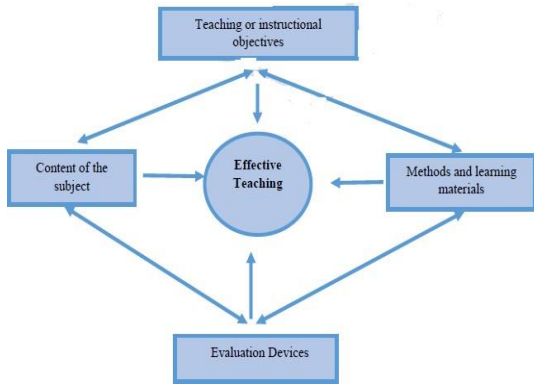 Teaching or instructional
objectives
Content of the
subject
Effective
Teaching
Methods and learning
materials
Evaluation Devices